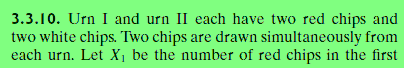 3.3.10. Urn I and urn II each have two red chips and
two white chips. Two chips are drawn simultaneously from
each urn. Let X₁ be the number of red chips in the first